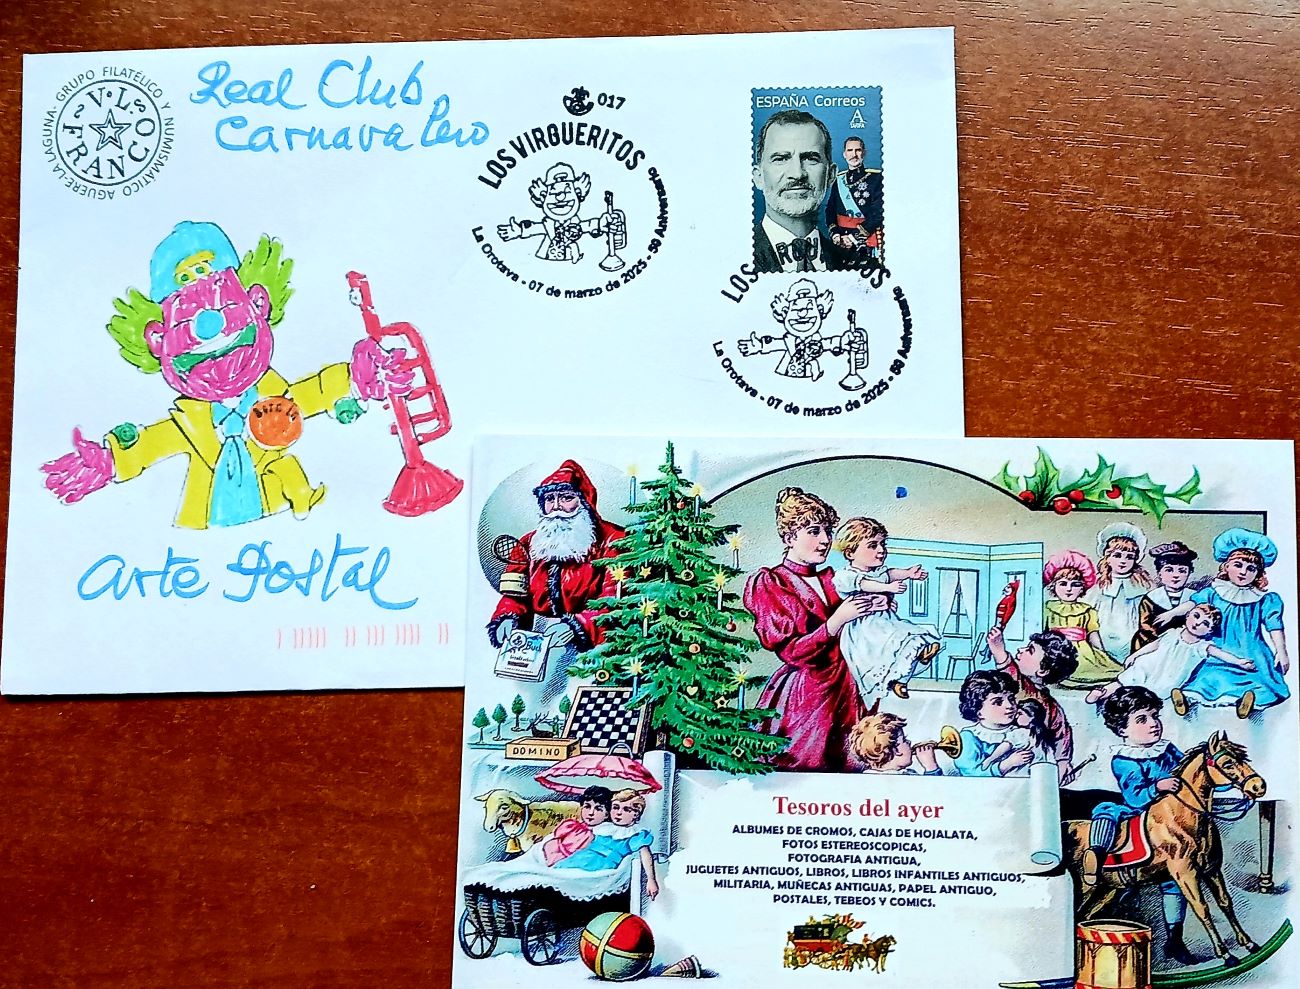 GRUPO FILATÉLICO Y NUMISMÁTICO AGUERE-LA LAGUNA-
V.L
FRANCO
Real Club
Carnavalero
017
LOS VIRGUERITOS
La Orotava - 07 de marzo de 2025 - 59 Aniversario
ESPAÑA Correos
A
TARIFA
LOS VIRGUERITOS
La Orotava - 07 de marzo de 2025 - 59 Aniversario
Arte Postal
DOMINO
Tesoros del ayer
ALBUMES DE CROMOS, CAJAS DE HOJALATA,
FOTOS ESTEREOSCOPICAS,
FOTOGRAFIA ANTIGUA,
JUGUETES ANTIGUOS, LIBROS, LIBROS INFANTILES ANTIGUOS,
MILITARIA, MUÑECAS ANTIGUAS, PAPEL ANTIGUO,
POSTALES, TEBEOS Y COMICS.